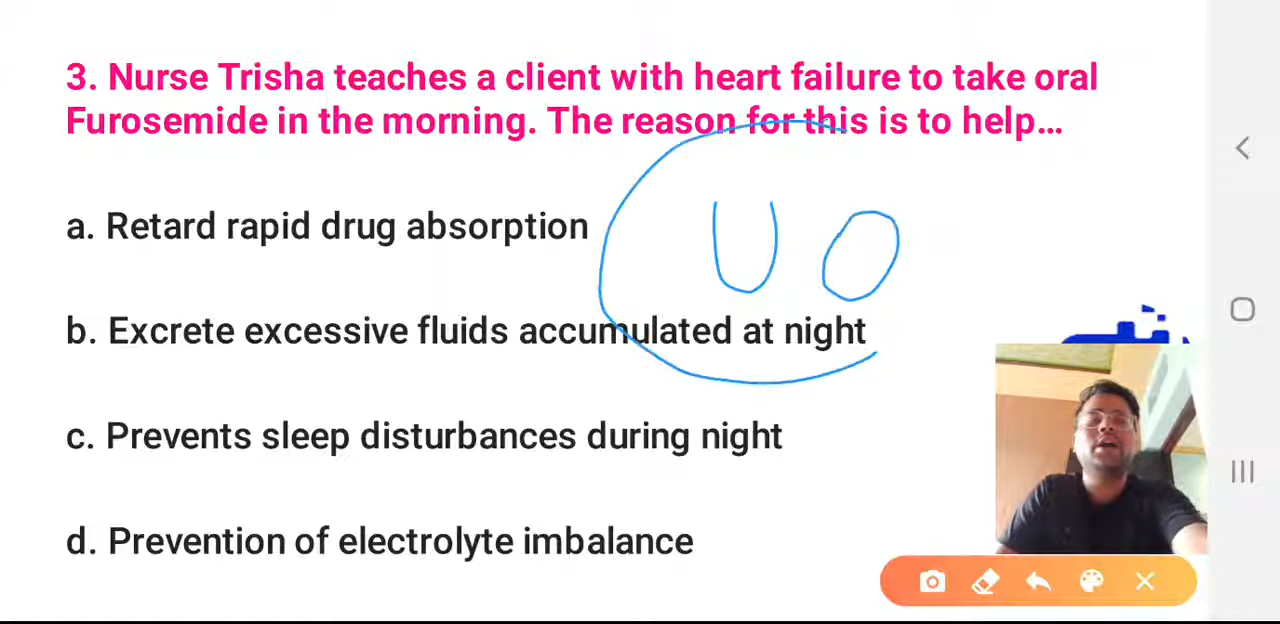 3. Nurse Trisha teaches a client with heart failure to take oral
Furosemide in the morning. The reason for this is to help...
U O
a. Retard rapid drug absorption
b. Excrete excessive fluids accumulated at night
c. Prevents sleep disturbances during night
d. Prevention of electrolyte imbalance